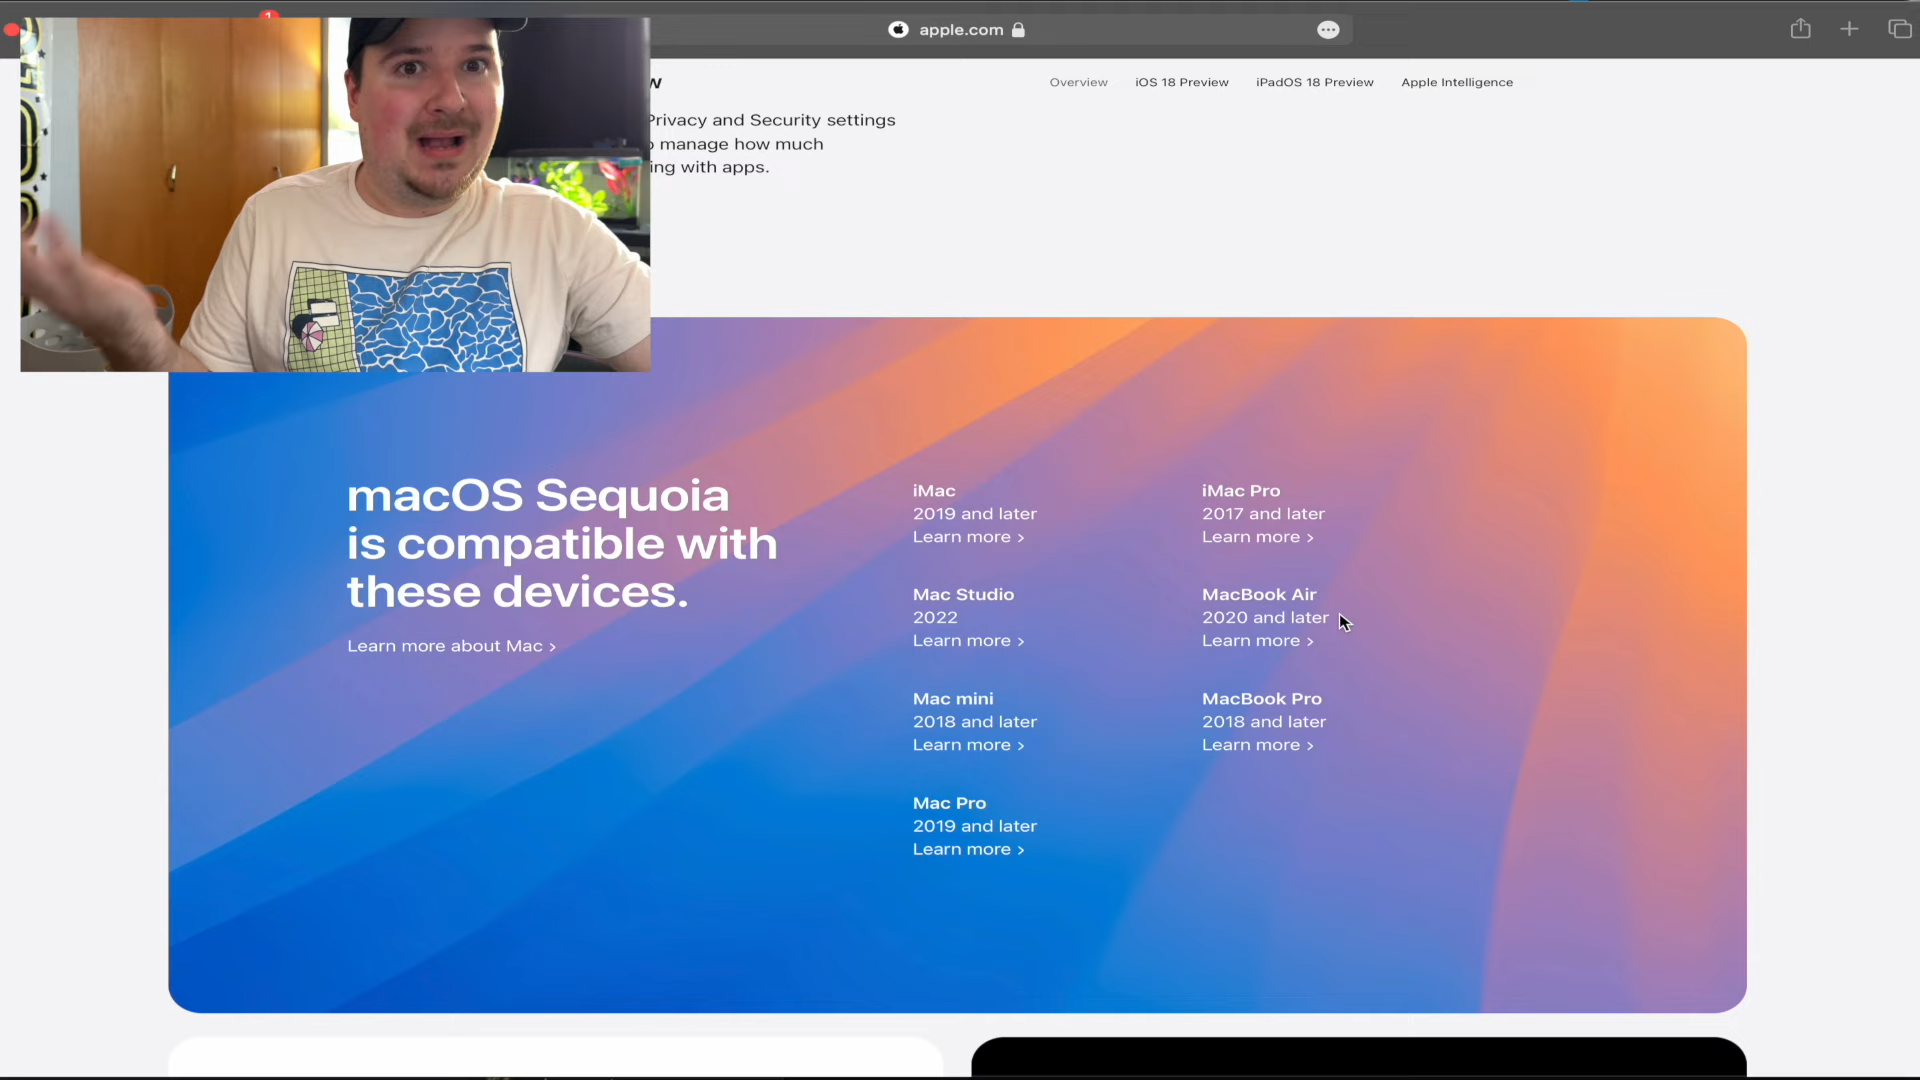 1
apple.com
Overview
iOS 18 Preview
iPadOS 18 Preview
Apple Intelligence
Privacy and Security settings
manage how much
ing with apps.
macOS Sequoia
is compatible with
these devices.
Learn more about Mac >
iMac
2019 and later
Learn more >
iMac Pro
2017 and later
Learn more >
Mac Studio
2022
Learn more >
MacBook Air
2020 and later
Learn more >
Mac mini
2018 and later
Learn more >
MacBook Pro
2018 and later
Learn more >
Mac Pro
2019 and later
Learn more >